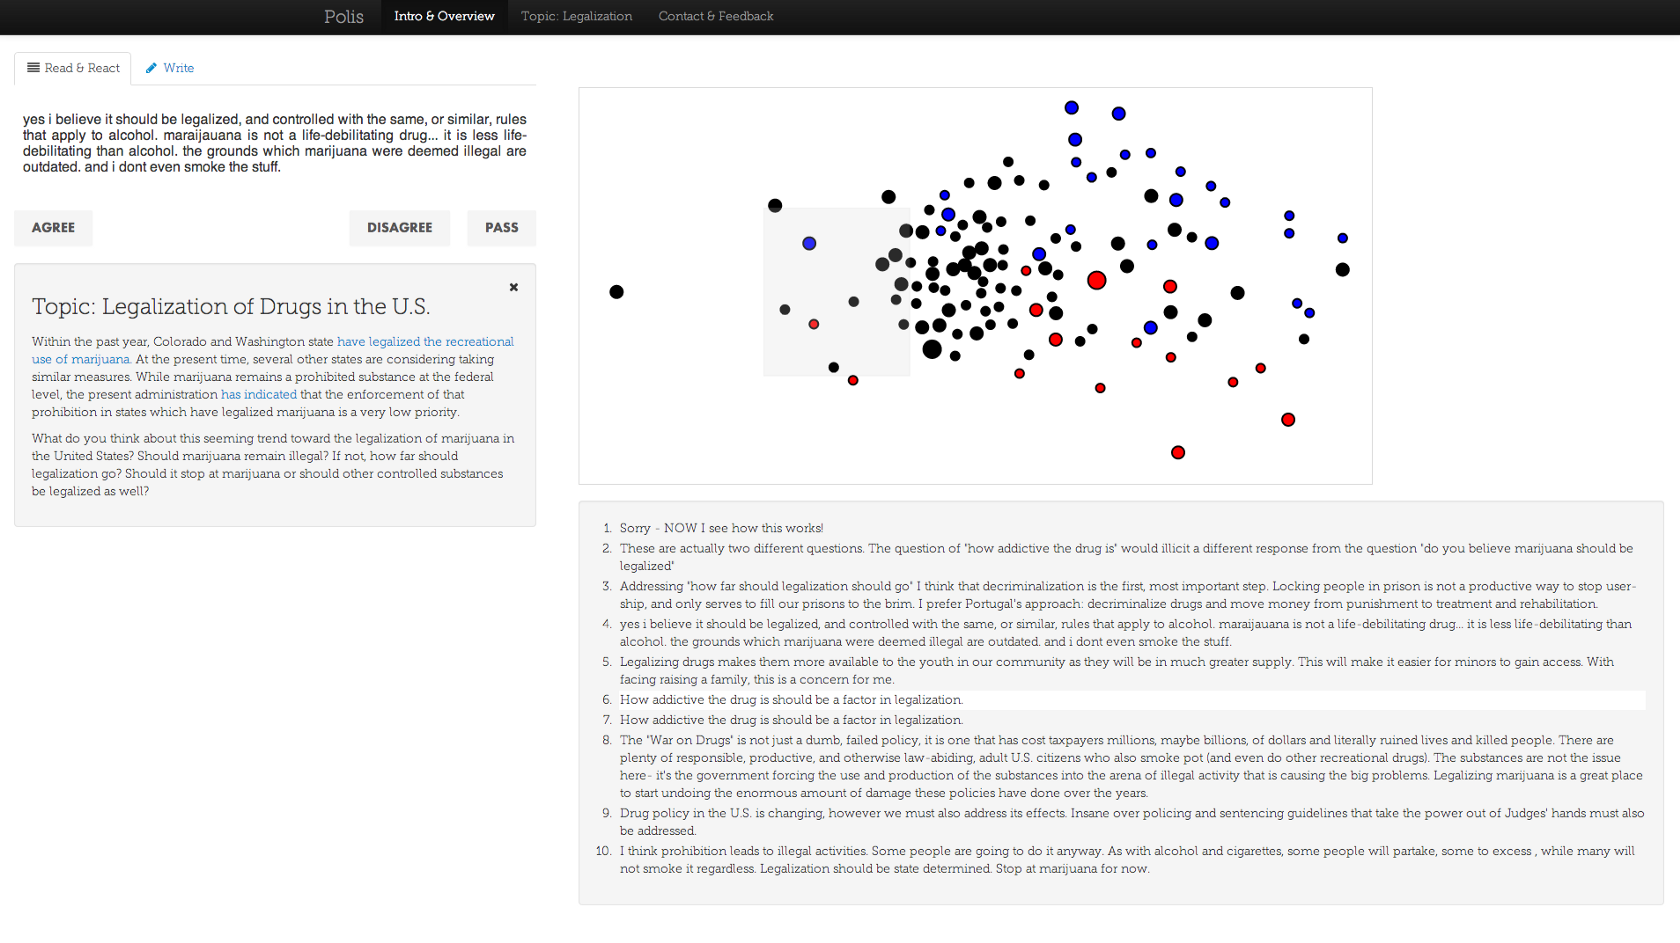 Polis
Intro & Overview
Topic: Legalization
Contact & Feedback
Read & React
Write
yes i believe it should be legalized, and controlled with the same, or similar, rules
that apply to alcohol. maraijauana is not a life-debilitating drug... it is less life-
debilitating than alcohol. the grounds which marijuana were deemed illegal are
outdated. and i dont even smoke the stuff.
AGREE
DISAGREE
PASS
Topic: Legalization of Drugs in the U.S.
Within the past year, Colorado and Washington state have legalized the recreational
use of marijuana. At the present time, several other states are considering taking
similar measures. While marijuana remains a prohibited substance at the federal
level, the present administration has indicated that the enforcement of that
prohibition in states which have legalized marijuana is a very low priority.
What do you think about this seeming trend toward the legalization of marijuana in
the United States? Should marijuana remain illegal? If not, how far should
legalization go? Should it stop at marijuana or should other controlled substances
be legalized as well?
1. Sorry - NOW I see how this works!
2. These are actually two different questions. The question of "how addictive the drug is" would illicit a different response from the question "do you believe marijuana should be
legalized"
3. Addressing "how far should legalization should go" I think that decriminalization is the first, most important step. Locking people in prison is not a productive way to stop user-
ship, and only serves to fill our prisons to the brim. I prefer Portugal's approach: decriminalize drugs and move money from punishment to treatment and rehabilitation.
4. yes i believe it should be legalized, and controlled with the same, or similar, rules that apply to alcohol. maraijauana is not a life-debilitating drug... it is less life-debilitating than
alcohol. the grounds which marijuana were deemed illegal are outdated. and i dont even smoke the stuff.
5. Legalizing drugs makes them more available to the youth in our community as they will be in much greater supply. This will make it easier for minors to gain access. With
facing raising a family, this is a concern for me.
6. How addictive the drug is should be a factor in legalization.
7. How addictive the drug is should be a factor in legalization.
8. The "War on Drugs" is not just a dumb, failed policy, it is one that has cost taxpayers millions, maybe billions, of dollars and literally ruined lives and killed people. There are
plenty of responsible, productive, and otherwise law-abiding, adult U.S. citizens who also smoke pot (and even do other recreational drugs). The substances are not the issue
here- it's the government forcing the use and production of the substances into the arena of illegal activity that is causing the big problems. Legalizing marijuana is a great place
to start undoing the enormous amount of damage these policies have done over the years.
9. Drug policy in the U.S. is changing, however we must also address its effects. Insane over policing and sentencing guidelines that take the power out of Judges' hands must also
be addressed.
10. I think prohibition leads to illegal activities. Some people are going to do it anyway. As with alcohol and cigarettes, some people will partake, some to excess , while many will
not smoke it regardless. Legalization should be state determined. Stop at marijuana for now.